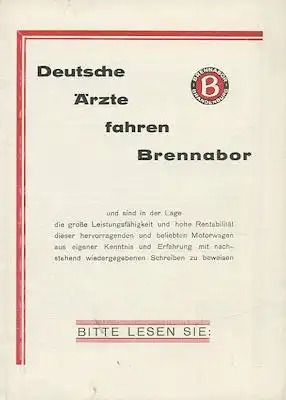 Deutsche
Ärzte
fahren
Brennabor
BRENNABOR
B
BRANDENBURG
und sind in der Lage
die große Leistungsfähigkeit und hohe Rentabilität
dieser hervorragenden und beliebten Motorwagen
aus eigener Kenntnis und Erfahrung mit nach-
stehend wiedergegebenen Schreiben zu beweisen
BITTE LESEN SIE: